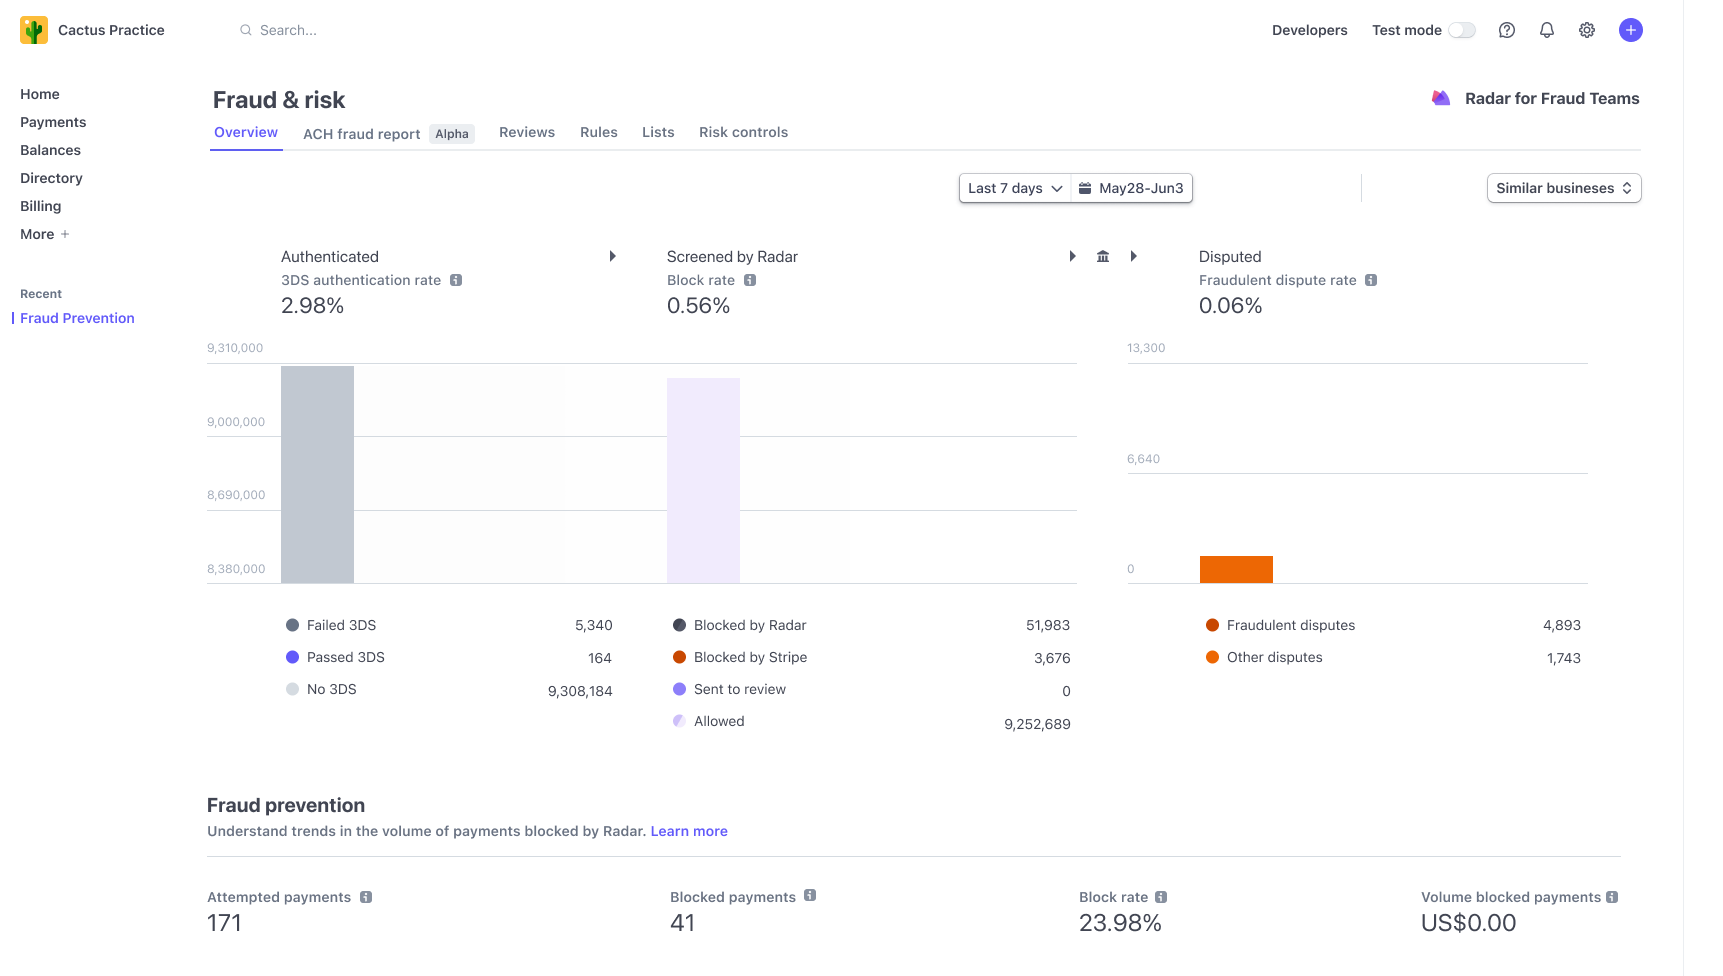 Cactus Practice
Search...
Developers
Test mode
Home
Payments
Balances
Directory
Billing
More +
Recent
Fraud Prevention
Fraud & risk
Radar for Fraud Teams
Overview
ACH fraud report Alpha
Reviews
Rules
Lists
Risk controls
Last 7 days
May28-Jun3
Similar busineses
Authenticated
3DS authentication rate
2.98%
Screened by Radar
Block rate
0.56%
Disputed
Fraudulent dispute rate
0.06%
9,310,000
9,000,000
8,690,000
8,380,000
13,300
6,640
0
Failed 3DS 5,340
Passed 3DS 164
No 3DS 9,308,184
Blocked by Radar 51,983
Blocked by Stripe 3,676
Sent to review 0
Allowed 9,252,689
Fraudulent disputes 4,893
Other disputes 1,743
Fraud prevention
Understand trends in the volume of payments blocked by Radar. Learn more
Attempted payments
171
Blocked payments
41
Block rate
23.98%
Volume blocked payments
US$0.00